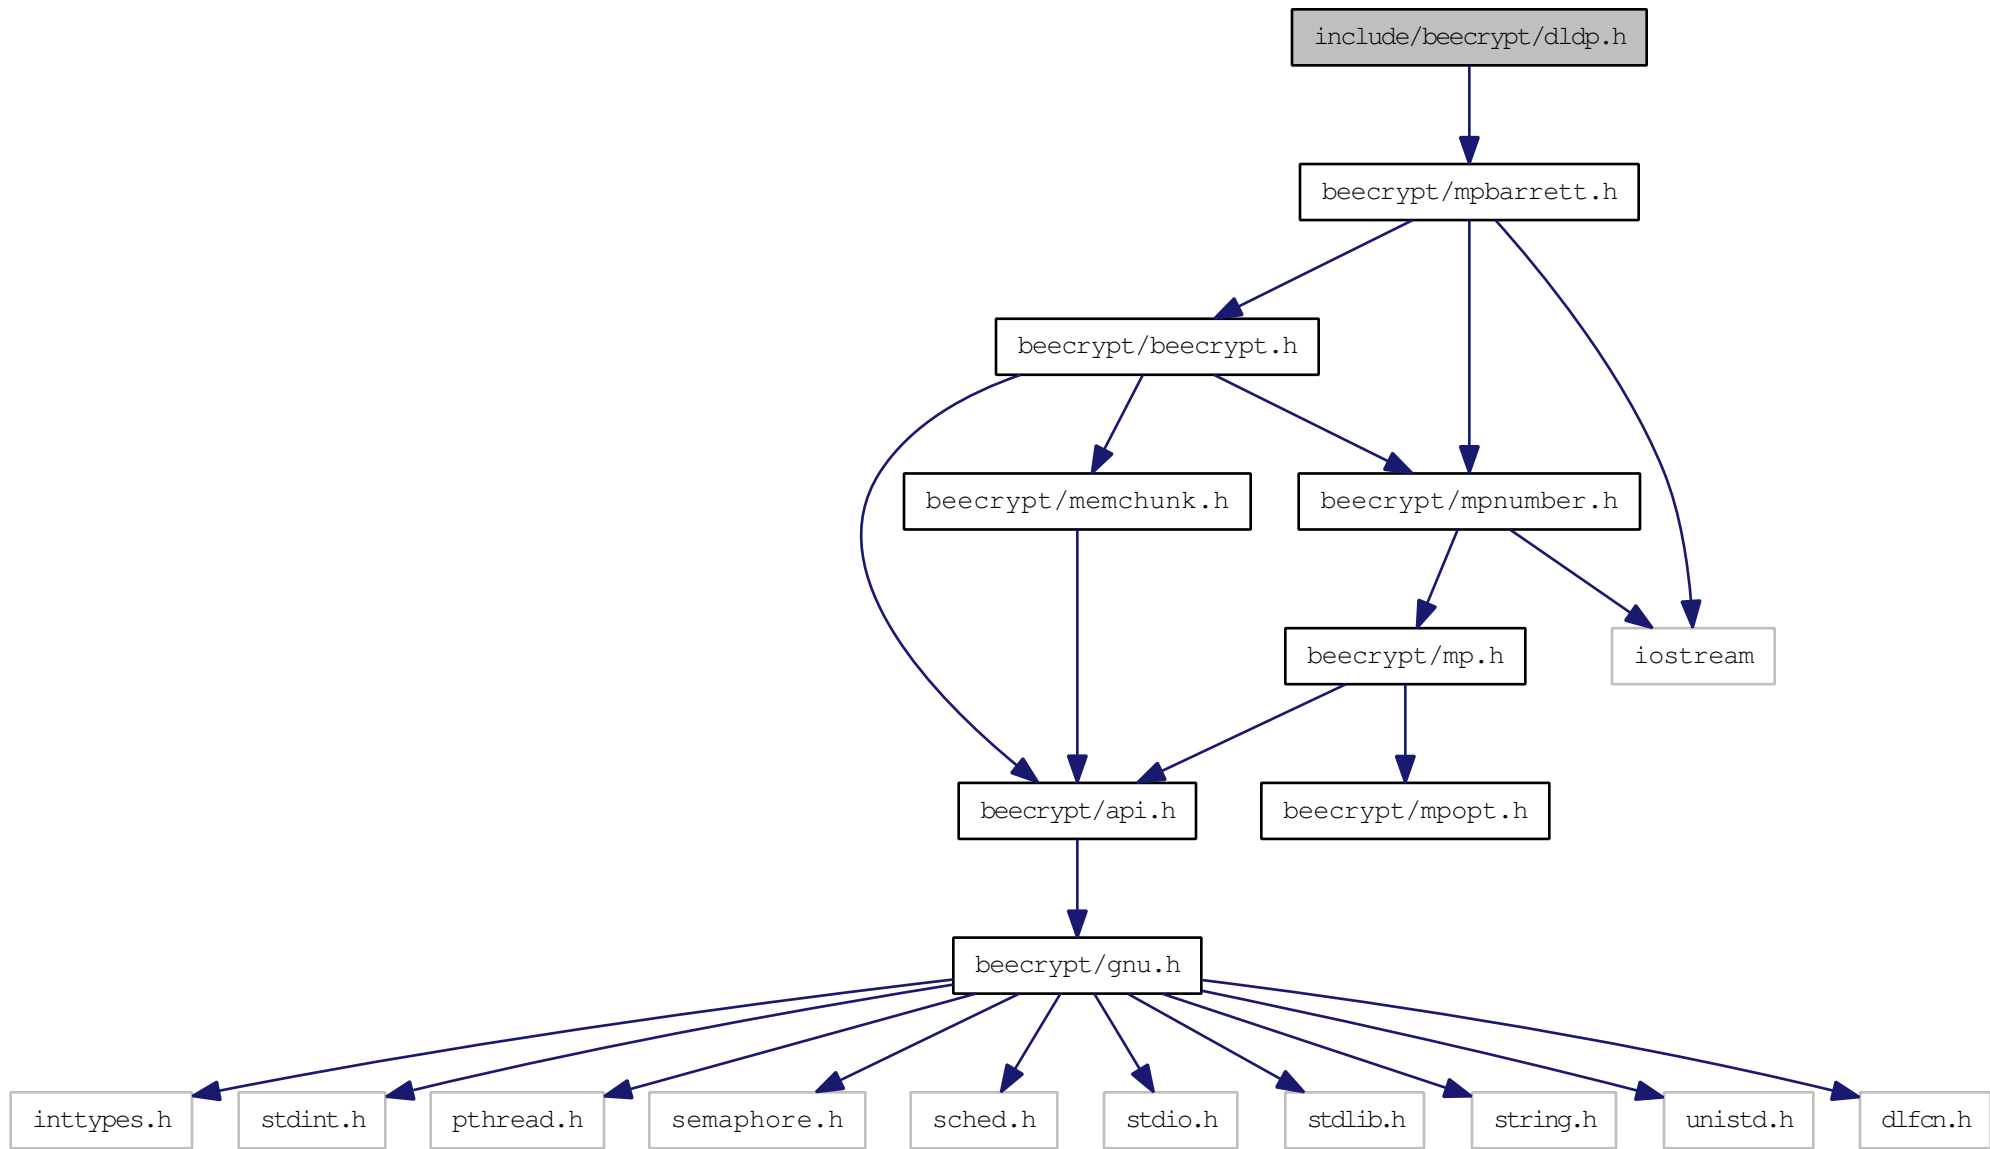 include/beecrypt/dldp.h
beecrypt/mpbarrett.h
beecrypt/beecrypt.h
beecrypt/memchunk.h
beecrypt/mpnumber.h
beecrypt/mp.h
iostream
beecrypt/api.h
beecrypt/mpopt.h
beecrypt/gnu.h
inttypes.h
stdint.h
pthread.h
semaphore.h
sched.h
stdio.h
stdlib.h
string.h
unistd.h
dlfcn.h